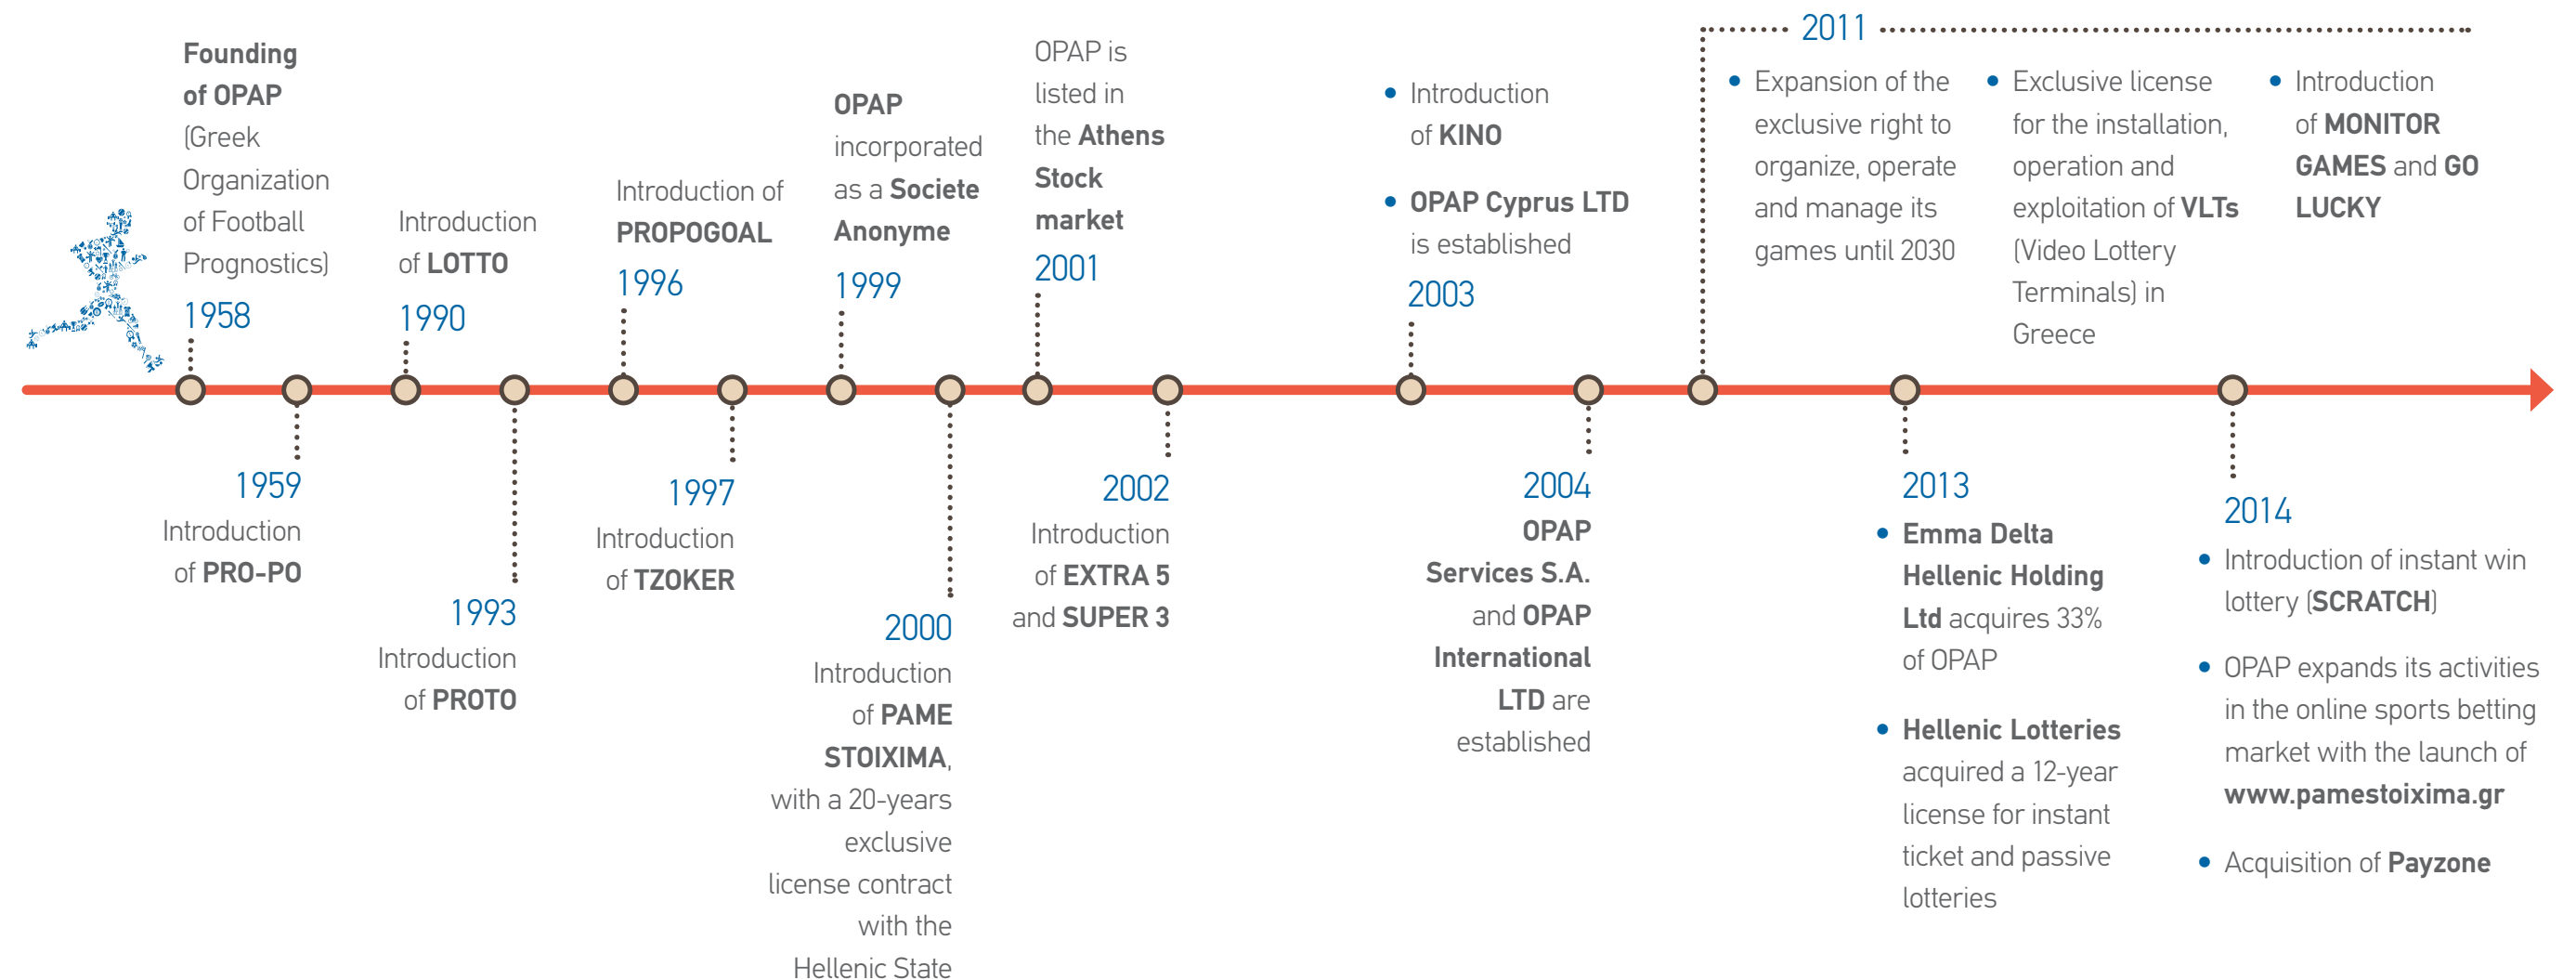 Founding
of OPAP
(Greek
Organization
of Football
Prognostics)
1958
1959
Introduction
of PRO-PO
Introduction
of LOTTO
1990
1993
Introduction
of PROTO
Introduction of
PROPOGOAL
1996
1997
Introduction
of TZOKER
OPAP
incorporated
as a Societe
Anonyme
1999
2000
Introduction
of PAME
STOIXIMA,
with a 20-years
exclusive
license contract
with the
Hellenic State
OPAP is
listed in
the Athens
Stock
market
2001
2002
Introduction
of EXTRA 5
and SUPER 3
• Introduction
of KINO
• OPAP Cyprus LTD
is established
2003
2004
OPAP
Services S.A.
and OPAP
International
LTD are
established
2011
• Expansion of the
exclusive right to
organize, operate
and manage its
games until 2030
• Exclusive license
for the installation,
operation and
exploitation of VLTs
(Video Lottery
Terminals) in
Greece
• Introduction
of MONITOR
GAMES and GO
LUCKY
2013
• Emma Delta
Hellenic Holding
Ltd acquires 33%
of OPAP
• Hellenic Lotteries
acquired a 12-year
license for instant
ticket and passive
lotteries
2014
• Introduction of instant win
lottery (SCRATCH)
• OPAP expands its activities
in the online sports betting
market with the launch of
www.pamestoixima.gr
• Acquisition of Payzone